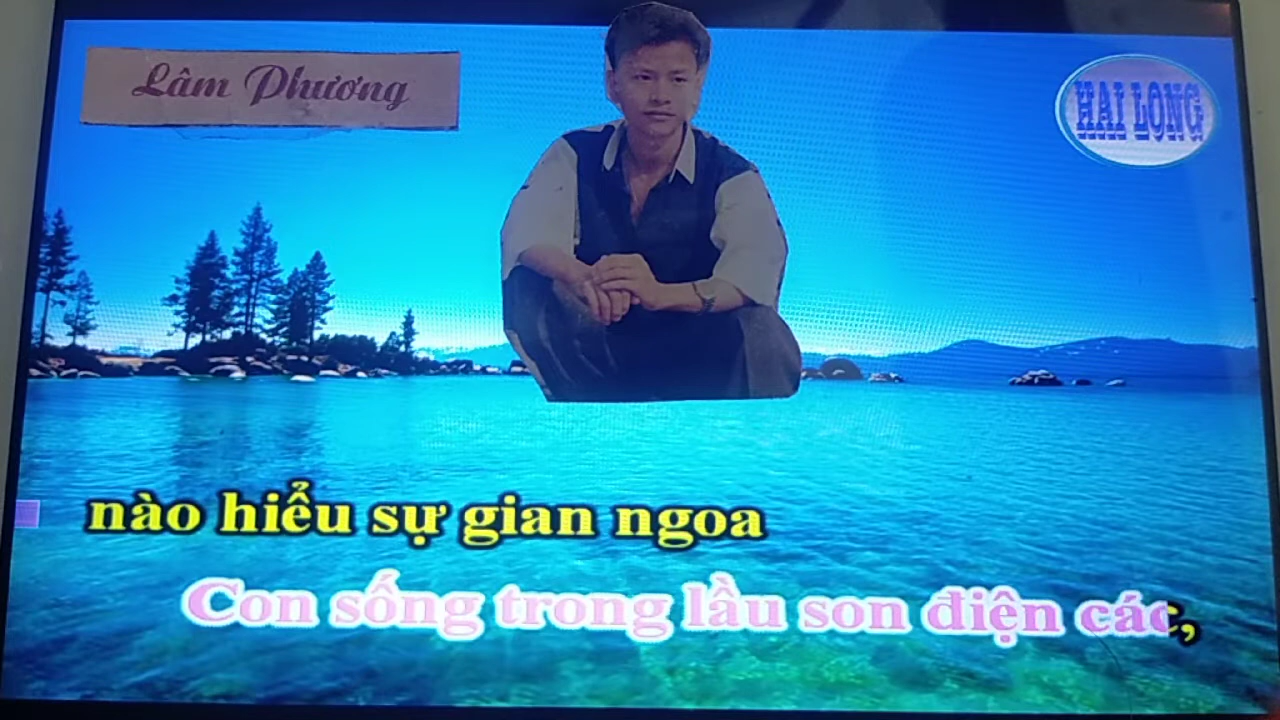 Lâm Phương
HAI LONG
nào hiểu sự gian ngoa
Con sống trong lầu son điện các,